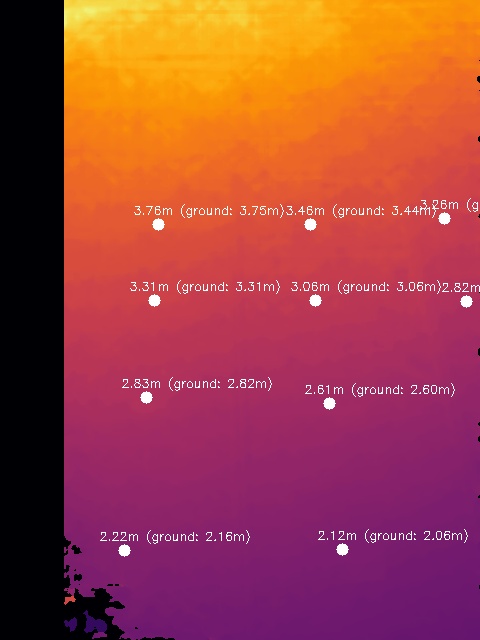 3.76m (ground: 3.75m)
3.46m (ground: 3.44m)
3.26m (g
3.31m (ground: 3.31m)
3.06m (ground: 3.06m)
2.82m
2.83m (ground: 2.82m)
2.61m (ground: 2.60m)
2.22m (ground: 2.16m)
2.12m (ground: 2.06m)